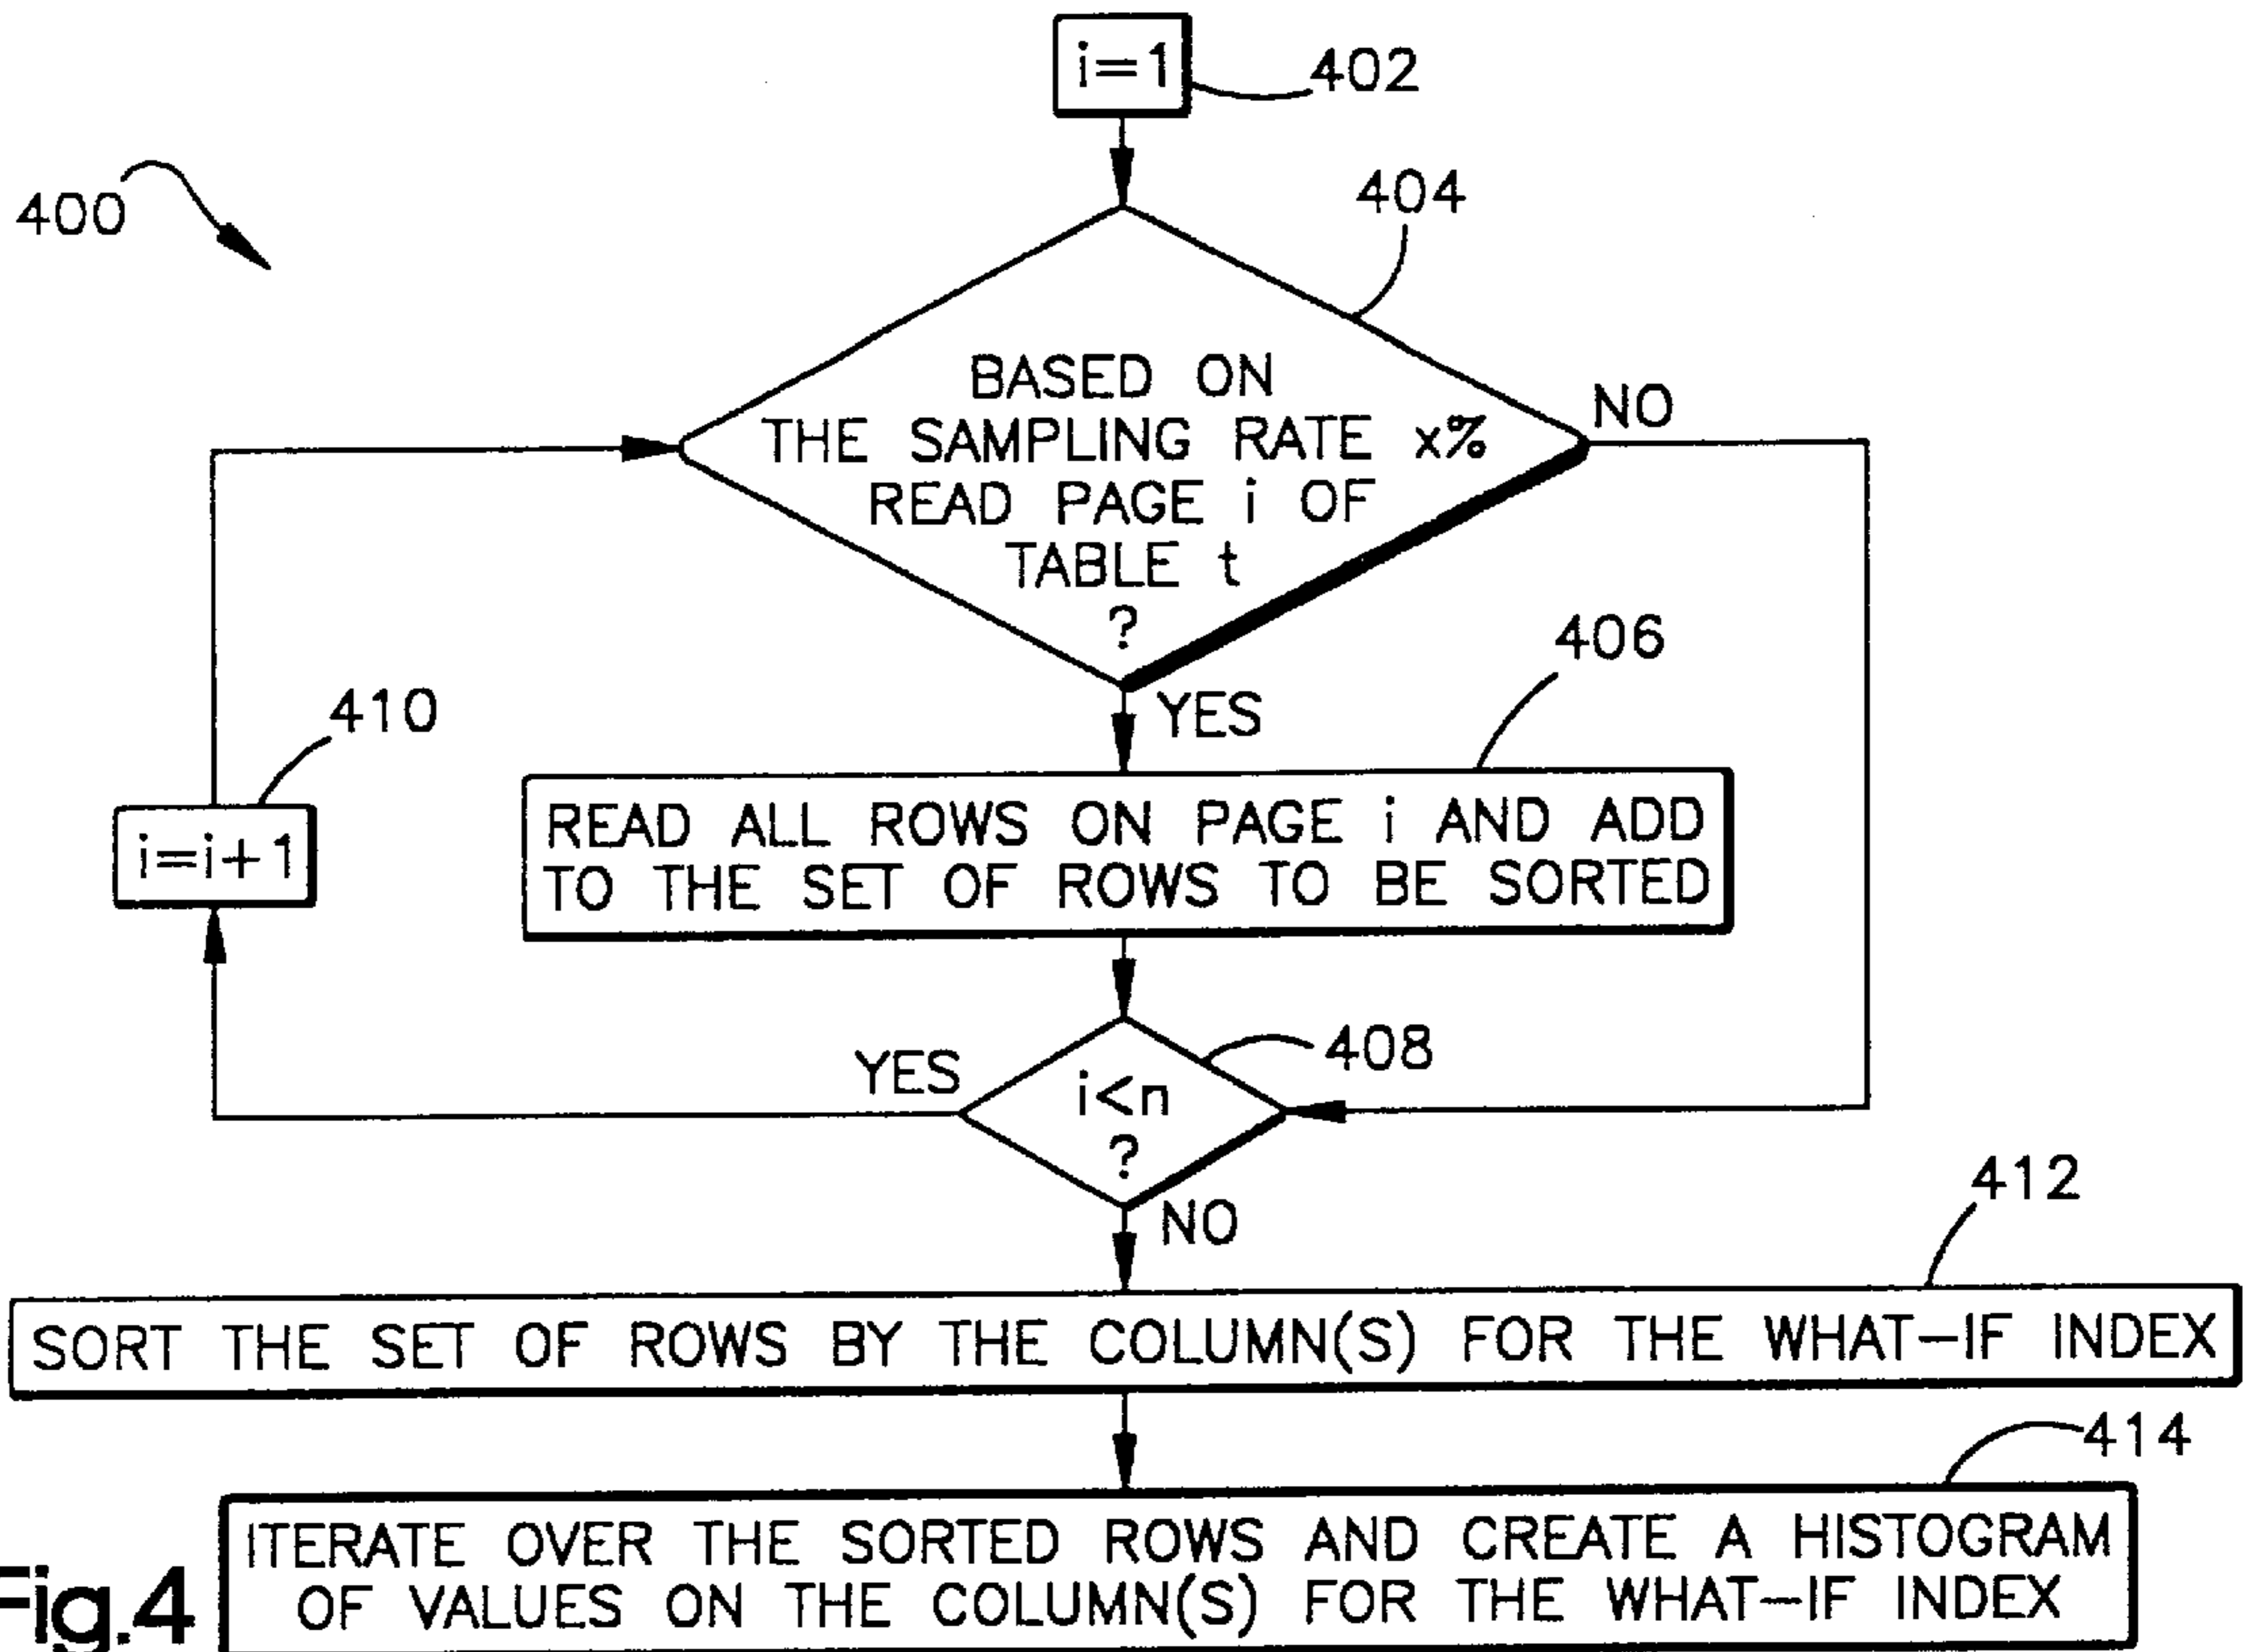 i=1
402
400
404
BASED ON
THE SAMPLING RATE x%
READ PAGE i OF
TABLE t
?
NO
YES
406
410
i=i+1
READ ALL ROWS ON PAGE i AND ADD
TO THE SET OF ROWS TO BE SORTED
YES
i<n
?
408
NO
412
SORT THE SET OF ROWS BY THE COLUMN(S) FOR THE WHAT-IF INDEX
414
ITERATE OVER THE SORTED ROWS AND CREATE A HISTOGRAM
OF VALUES ON THE COLUMN(S) FOR THE WHAT-IF INDEX
Fig.4